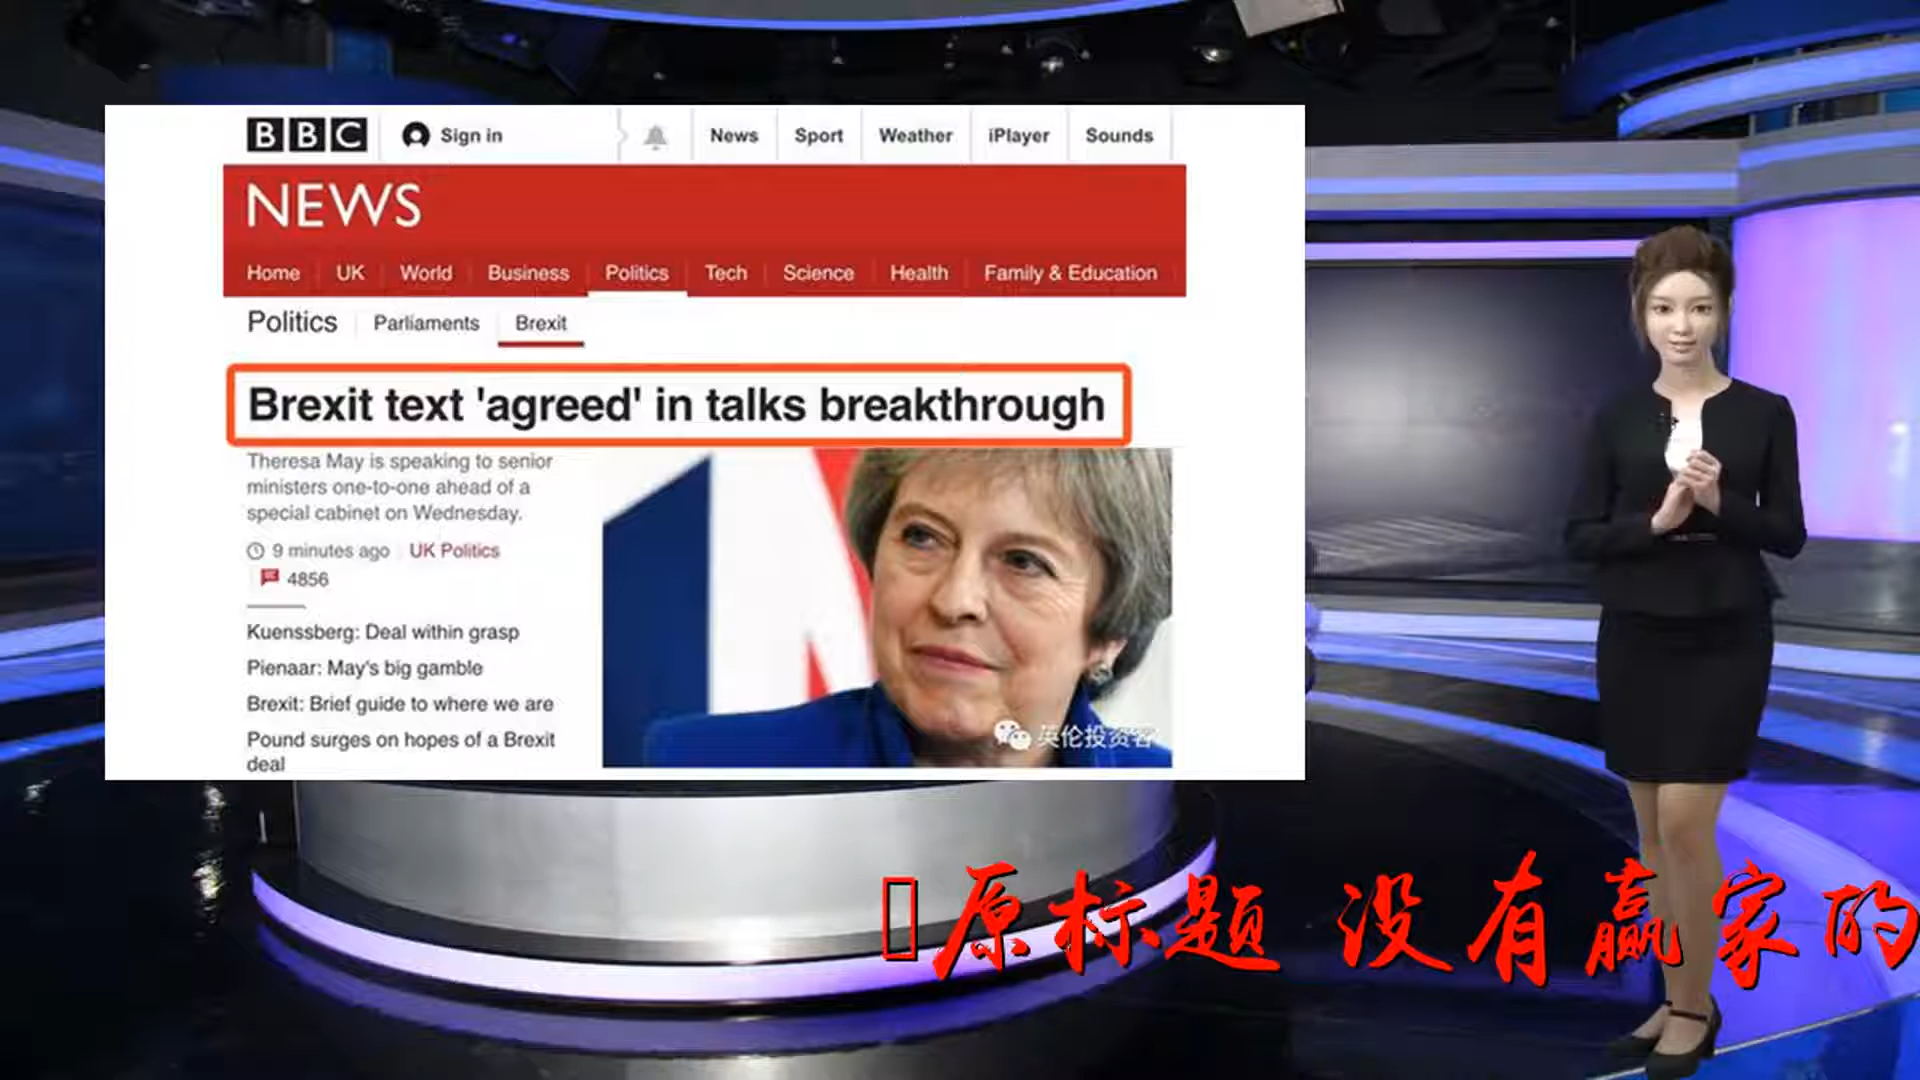 BBC Sign in News Sport Weather iPlayer Sounds
NEWS
Home UK World Business Politics Tech Science Health Family & Education
Politics Parliaments Brexit
Brexit text 'agreed' in talks breakthrough
Theresa May is speaking to senior
ministers one-to-one ahead of a
special cabinet on Wednesday.
9 minutes ago UK Politics
4856
Kuenssberg: Deal within grasp
Pienaar: May's big gamble
Brexit: Brief guide to where we are
Pound surges on hopes of a Brexit
deal
英伦投资客
原标题 没有赢家的